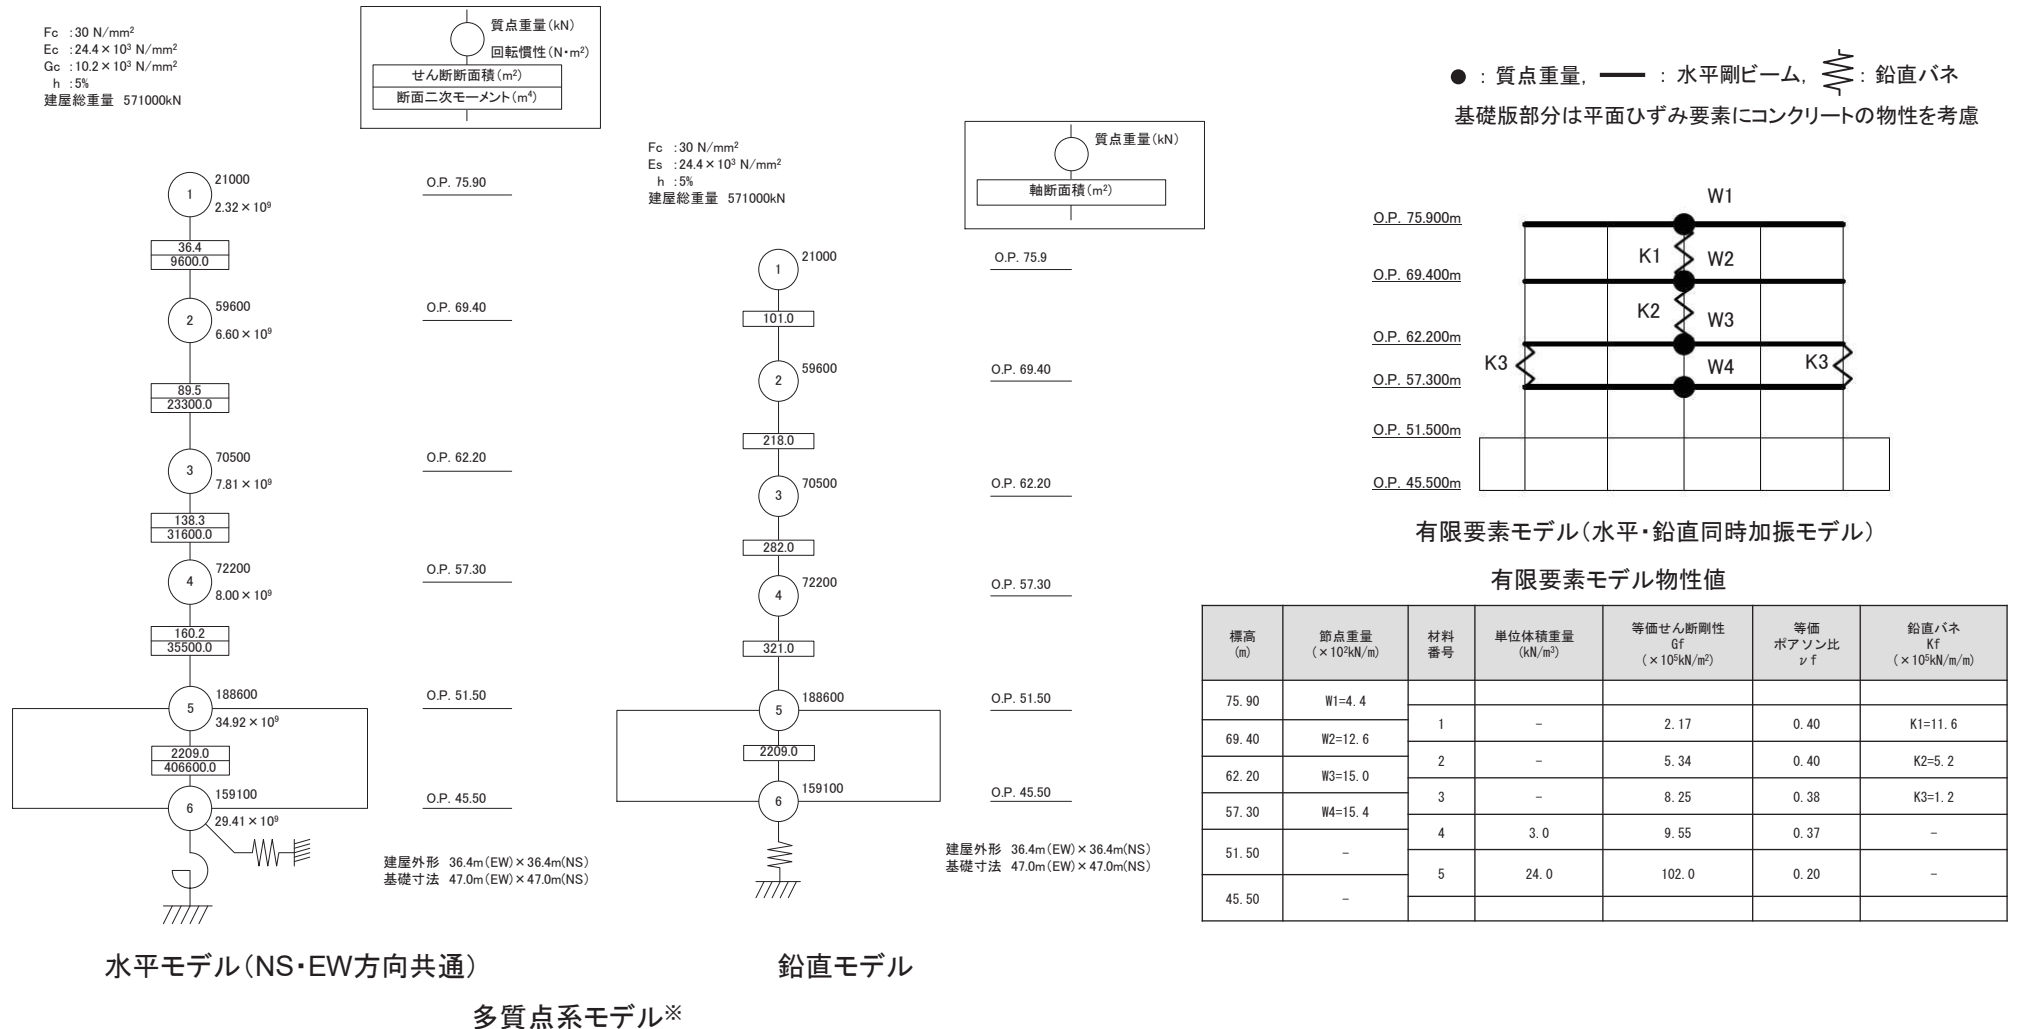 Fc :30 N/mm²
Ec :24.4×10³ N/mm²
Gc :10.2×10³ N/mm²
h :5%
建屋総重量 571000kN
質点重量(kN)
回転慣性(N・m²)
せん断断面積(m²)
断面二次モーメント(m⁴)
1
21000
2.32×10⁹
O.P. 75.90
36.4
9600.0
2
59600
6.60×10⁹
O.P. 69.40
89.5
23300.0
3
70500
7.81×10⁹
O.P. 62.20
138.3
31600.0
4
72200
8.00×10⁹
O.P. 57.30
160.2
35500.0
5
188600
34.92×10⁹
O.P. 51.50
2209.0
406600.0
6
159100
29.41×10⁹
O.P. 45.50
建屋外形 36.4m(EW)×36.4m(NS)
基礎寸法 47.0m(EW)×47.0m(NS)
水平モデル(NS・EW方向共通)
Fc :30 N/mm²
Es :24.4×10³ N/mm²
h :5%
建屋総重量 571000kN
質点重量(kN)
軸断面積(m²)
1
21000
O.P. 75.9
101.0
2
59600
O.P. 69.40
218.0
3
70500
O.P. 62.20
282.0
4
72200
O.P. 57.30
321.0
5
188600
O.P. 51.50
2209.0
6
159100
O.P. 45.50
建屋外形 36.4m(EW)×36.4m(NS)
基礎寸法 47.0m(EW)×47.0m(NS)
鉛直モデル
多質点系モデル※
● : 質点重量, ━━ : 水平剛ビーム, : 鉛直バネ
基礎版部分は平面ひずみ要素にコンクリートの物性を考慮
W1
O.P. 75.900m
K1 W2
O.P. 69.400m
K2 W3
O.P. 62.200m
K3 W4 K3
O.P. 57.300m
O.P. 51.500m
O.P. 45.500m
有限要素モデル(水平・鉛直同時加振モデル)
有限要素モデル物性値
標高 (m) 節点重量 (×10²kN/m) 材料番号 単位体積重量 (kN/m³) 等価せん断剛性 Gf (×10⁵kN/m²) 等価ポアソン比 νf 鉛直バネ Kf (×10⁵kN/m/m)
75.90 W1=4.4
1 - 2.17 0.40 K1=11.6
69.40 W2=12.6
2 - 5.34 0.40 K2=5.2
62.20 W3=15.0
3 - 8.25 0.38 K3=1.2
57.30 W4=15.4
4 3.0 9.55 0.37 -
51.50 -
5 24.0 102.0 0.20 -
45.50 -